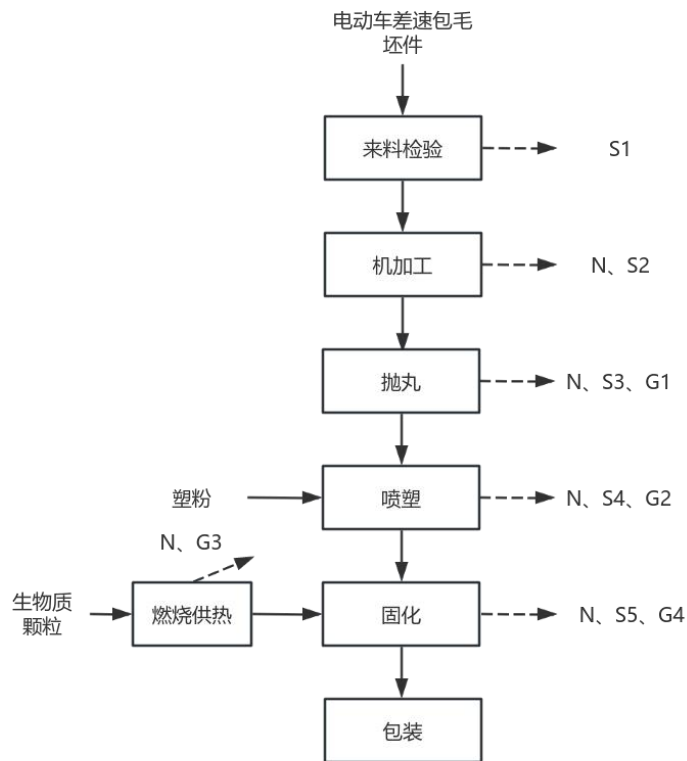 电动车差速包毛
坯件
来料检验
S1
机加工
N、S2
抛丸
N、S3、G1
塑粉
喷塑
N、S4、G2
N、G3
生物质
颗粒
燃烧供热
固化
N、S5、G4
包装